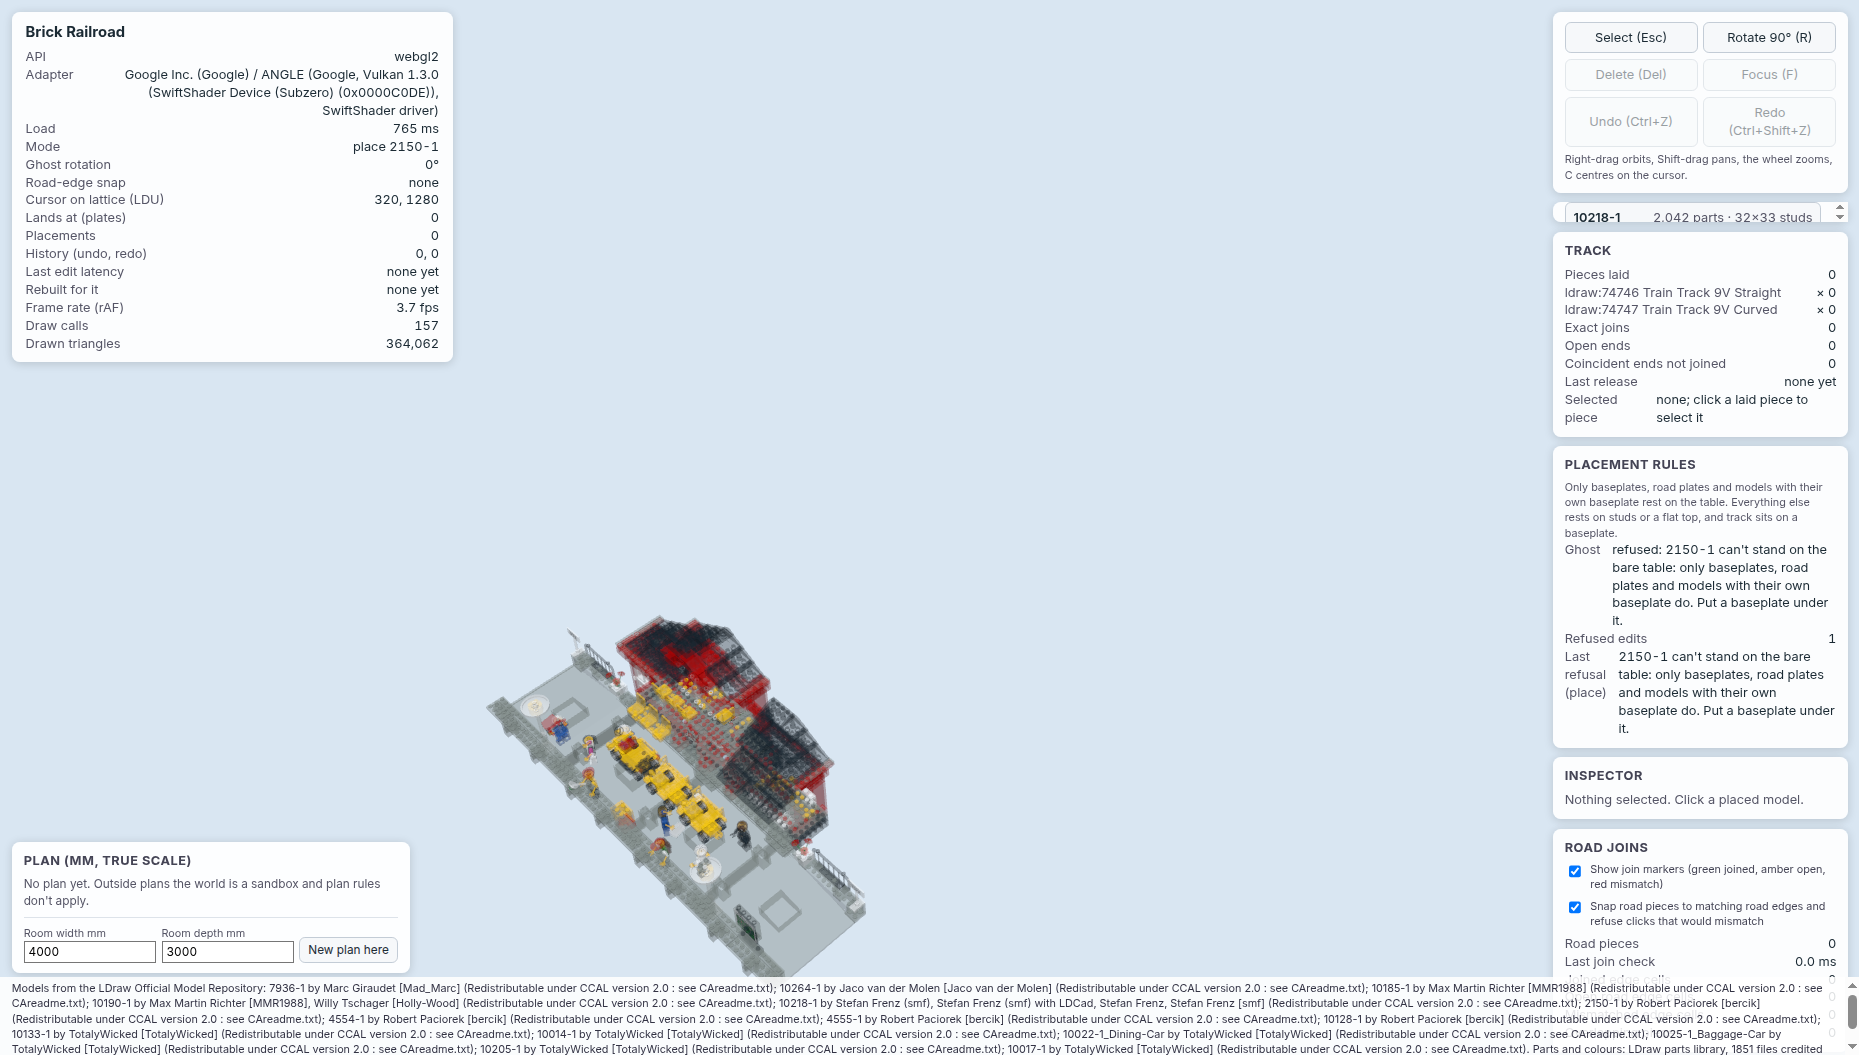 Brick Railroad
API webgl2
Adapter Google Inc. (Google) / ANGLE (Google, Vulkan 1.3.0
(SwiftShader Device (Subzero) (0x0000C0DE)),
SwiftShader driver)
Load 765 ms
Mode place 2150-1
Ghost rotation 0°
Road-edge snap none
Cursor on lattice (LDU) 320, 1280
Lands at (plates) 0
Placements 0
History (undo, redo) 0, 0
Last edit latency none yet
Rebuilt for it none yet
Frame rate (rAF) 3.7 fps
Draw calls 157
Drawn triangles 364,062
PLAN (MM, TRUE SCALE)
No plan yet. Outside plans the world is a sandbox and plan rules
don't apply.
Room width mm Room depth mm
4000 3000 New plan here
Select (Esc) Rotate 90° (R)
Delete (Del) Focus (F)
Undo (Ctrl+Z) Redo
(Ctrl+Shift+Z)
Right-drag orbits, Shift-drag pans, the wheel zooms,
C centres on the cursor.
10218-1 2,042 parts · 32×33 studs
TRACK
Pieces laid 0
ldraw:74746 Train Track 9V Straight × 0
ldraw:74747 Train Track 9V Curved × 0
Exact joins 0
Open ends 0
Coincident ends not joined 0
Last release none yet
Selected none; click a laid piece to
piece select it
PLACEMENT RULES
Only baseplates, road plates and models with their
own baseplate rest on the table. Everything else
rests on studs or a flat top, and track sits on a
baseplate.
Ghost refused: 2150-1 can't stand on the
bare table: only baseplates, road
plates and models with their own
baseplate do. Put a baseplate under
it.
Refused edits 1
Last 2150-1 can't stand on the bare
refusal table: only baseplates, road plates
(place) and models with their own
baseplate do. Put a baseplate under
it.
INSPECTOR
Nothing selected. Click a placed model.
ROAD JOINS
Show join markers (green joined, amber open,
red mismatch)
Snap road pieces to matching road edges and
refuse clicks that would mismatch
Road pieces 0
Last join check 0.0 ms
Models from the LDraw Official Model Repository: 7936-1 by Marc Giraudet [Mad_Marc] (Redistributable under CCAL version 2.0 : see CAreadme.txt); 10264-1 by Jaco van der Molen [Jaco van der Molen] (Redistributable under CCAL version 2.0 : see CAreadme.txt); 10185-1 by Max Martin Richter [MMR1988] (Redistributable under CCAL version 2.0 : see
CAreadme.txt); 10190-1 by Max Martin Richter [MMR1988], Willy Tschager [Holly-Wood] (Redistributable under CCAL version 2.0 : see CAreadme.txt); 10218-1 by Stefan Frenz (smf), Stefan Frenz (smf) with LDCad, Stefan Frenz, Stefan Frenz [smf] (Redistributable under CCAL version 2.0 : see CAreadme.txt); 2150-1 by Robert Paciorek [bercik]
(Redistributable under CCAL version 2.0 : see CAreadme.txt); 4554-1 by Robert Paciorek [bercik] (Redistributable under CCAL version 2.0 : see CAreadme.txt); 4555-1 by Robert Paciorek [bercik] (Redistributable under CCAL version 2.0 : see CAreadme.txt); 10128-1 by Robert Paciorek [bercik] (Redistributable under CCAL version 2.0 : see CAreadme.txt);
10133-1 by TotalyWicked [TotalyWicked] (Redistributable under CCAL version 2.0 : see CAreadme.txt); 10014-1 by TotalyWicked [TotalyWicked] (Redistributable under CCAL version 2.0 : see CAreadme.txt); 10022-1_Dining-Car by TotalyWicked [TotalyWicked] (Redistributable under CCAL version 2.0 : see CAreadme.txt); 10025-1_Baggage-Car by
TotalyWicked [TotalyWicked] (Redistributable under CCAL version 2.0 : see CAreadme.txt); 10205-1 by TotalyWicked [TotalyWicked] (Redistributable under CCAL version 2.0 : see CAreadme.txt); 10017-1 by TotalyWicked [TotalyWicked] (Redistributable under CCAL version 2.0 : see CAreadme.txt). Parts and colours: LDraw parts library, 1851 files credited